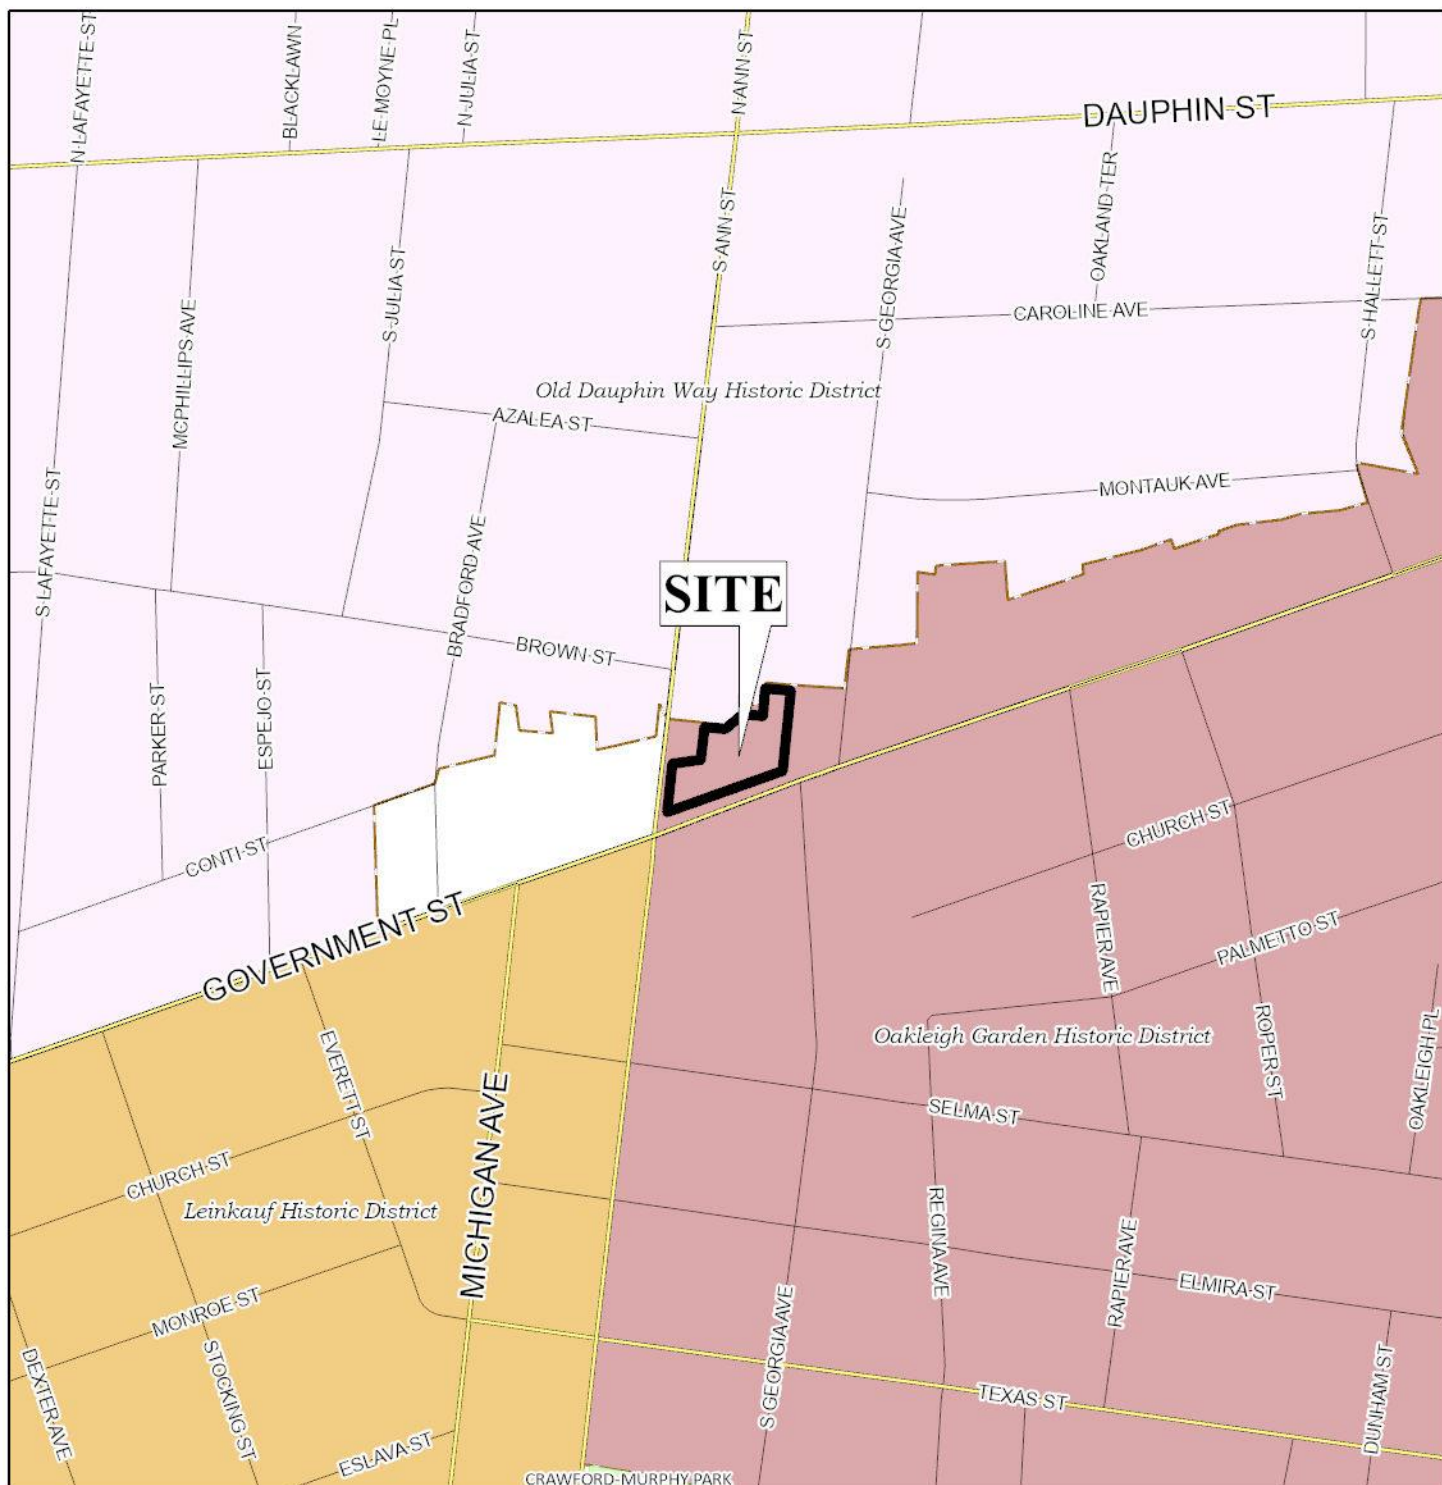 N LAFAYETTE ST
BLACKLAWN
LE MOYNE PL
N JULIA ST
N ANN ST
DAUPHIN ST
MCPHILLIPS AVE
S JULIA ST
S ANN ST
S GEORGIA AVE
OAKLAND TER
S HALLETT ST
CAROLINE AVE
Old Dauphin Way Historic District
AZALEA ST
MONTAUK AVE
S LAFAYETTE ST
BRADFORD AVE
SITE
BROWN ST
PARKER ST
ESPEJO ST
CONTI ST
CHURCH ST
GOVERNMENT ST
RAPIER AVE
PALMETTO ST
ROPER ST
Oakleigh Garden Historic District
OAKLEIGH PL
EVERETT ST
MICHIGAN AVE
SELMA ST
CHURCH ST
Leinkauf Historic District
REGINA AVE
RAPIER AVE
ELMIRA ST
MONROE ST
S GEORGIA AVE
DEXTER AVE
STOCKING ST
TEXAS ST
DUNHAM ST
ESLAVA ST
CRAWFORD-MURPHY PARK